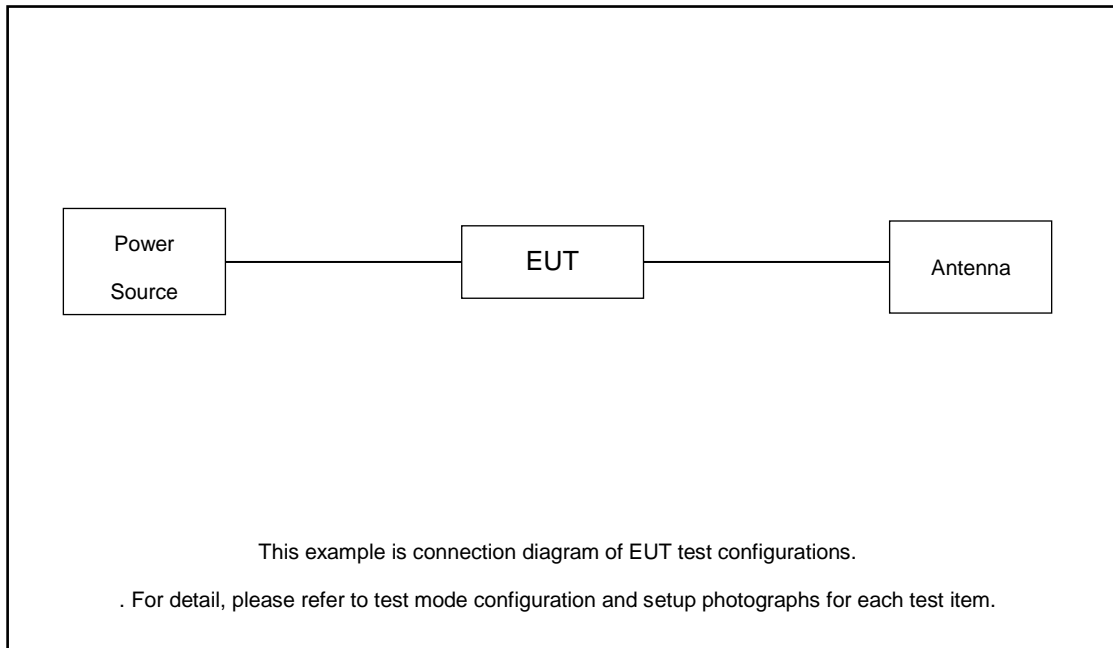 Power
Source
EUT
Antenna
This example is connection diagram of EUT test configurations.
. For detail, please refer to test mode configuration and setup photographs for each test item.